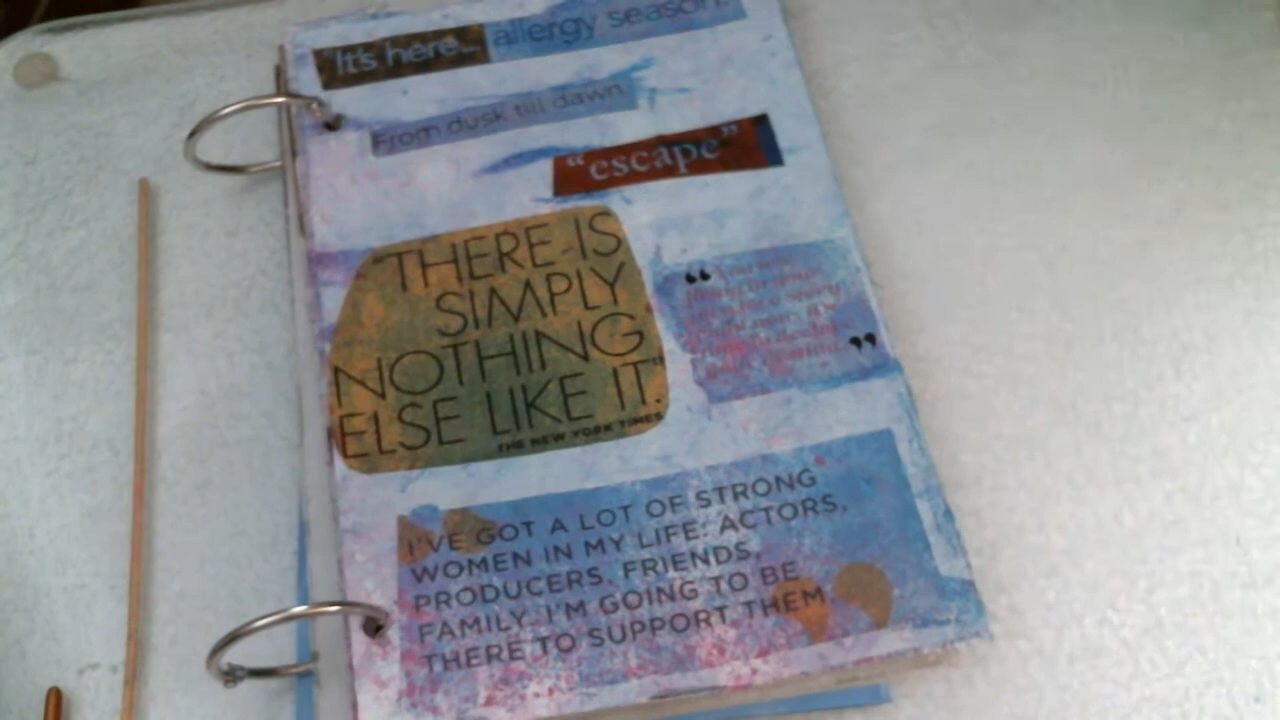 "It's here... allergy season.
From dusk till dawn,
"escape"
"THERE IS
SIMPLY
NOTHING
ELSE LIKE IT."
THE NEW YORK TIMES
I'VE GOT A LOT OF STRONG
WOMEN IN MY LIFE: ACTORS,
PRODUCERS, FRIENDS,
FAMILY. I'M GOING TO BE
THERE TO SUPPORT THEM.